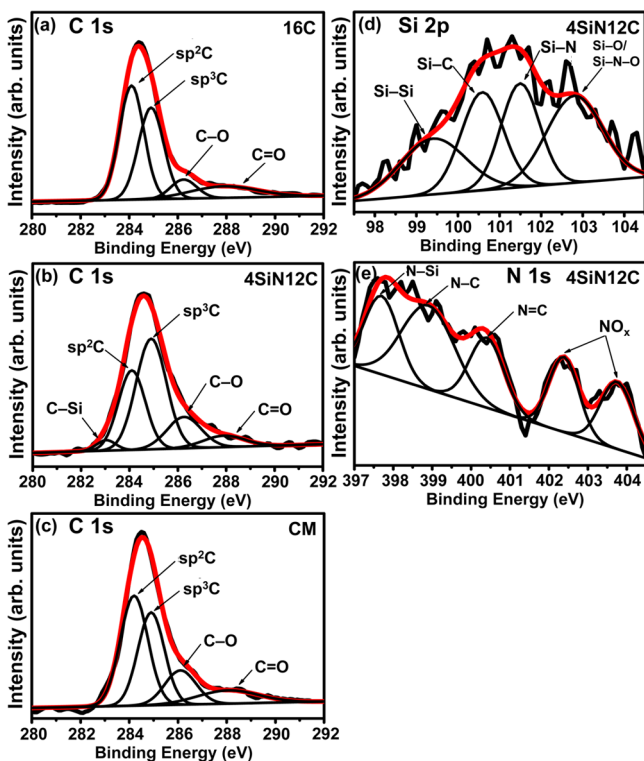 (a) C 1s 16C
sp²C
sp³C
C–O
C=O
Intensity (arb. units)
280 282 284 286 288 290 292
Binding Energy (eV)
(b) C 1s 4SiN12C
sp³C
sp²C
C–O
C–Si
C=O
Intensity (arb. units)
280 282 284 286 288 290 292
Binding Energy (eV)
(c) C 1s CM
sp²C
sp³C
C–O
C=O
Intensity (arb. units)
280 282 284 286 288 290 292
Binding Energy (eV)
(d) Si 2p 4SiN12C
Si–N
Si–O/
Si–N–O
Si–C
Si–Si
Intensity (arb. units)
98 99 100 101 102 103 104
Binding Energy (eV)
(e) N 1s 4SiN12C
N–Si
N–C
N=C
NOₓ
Intensity (arb. units)
397 398 399 400 401 402 403 404
Binding Energy (eV)